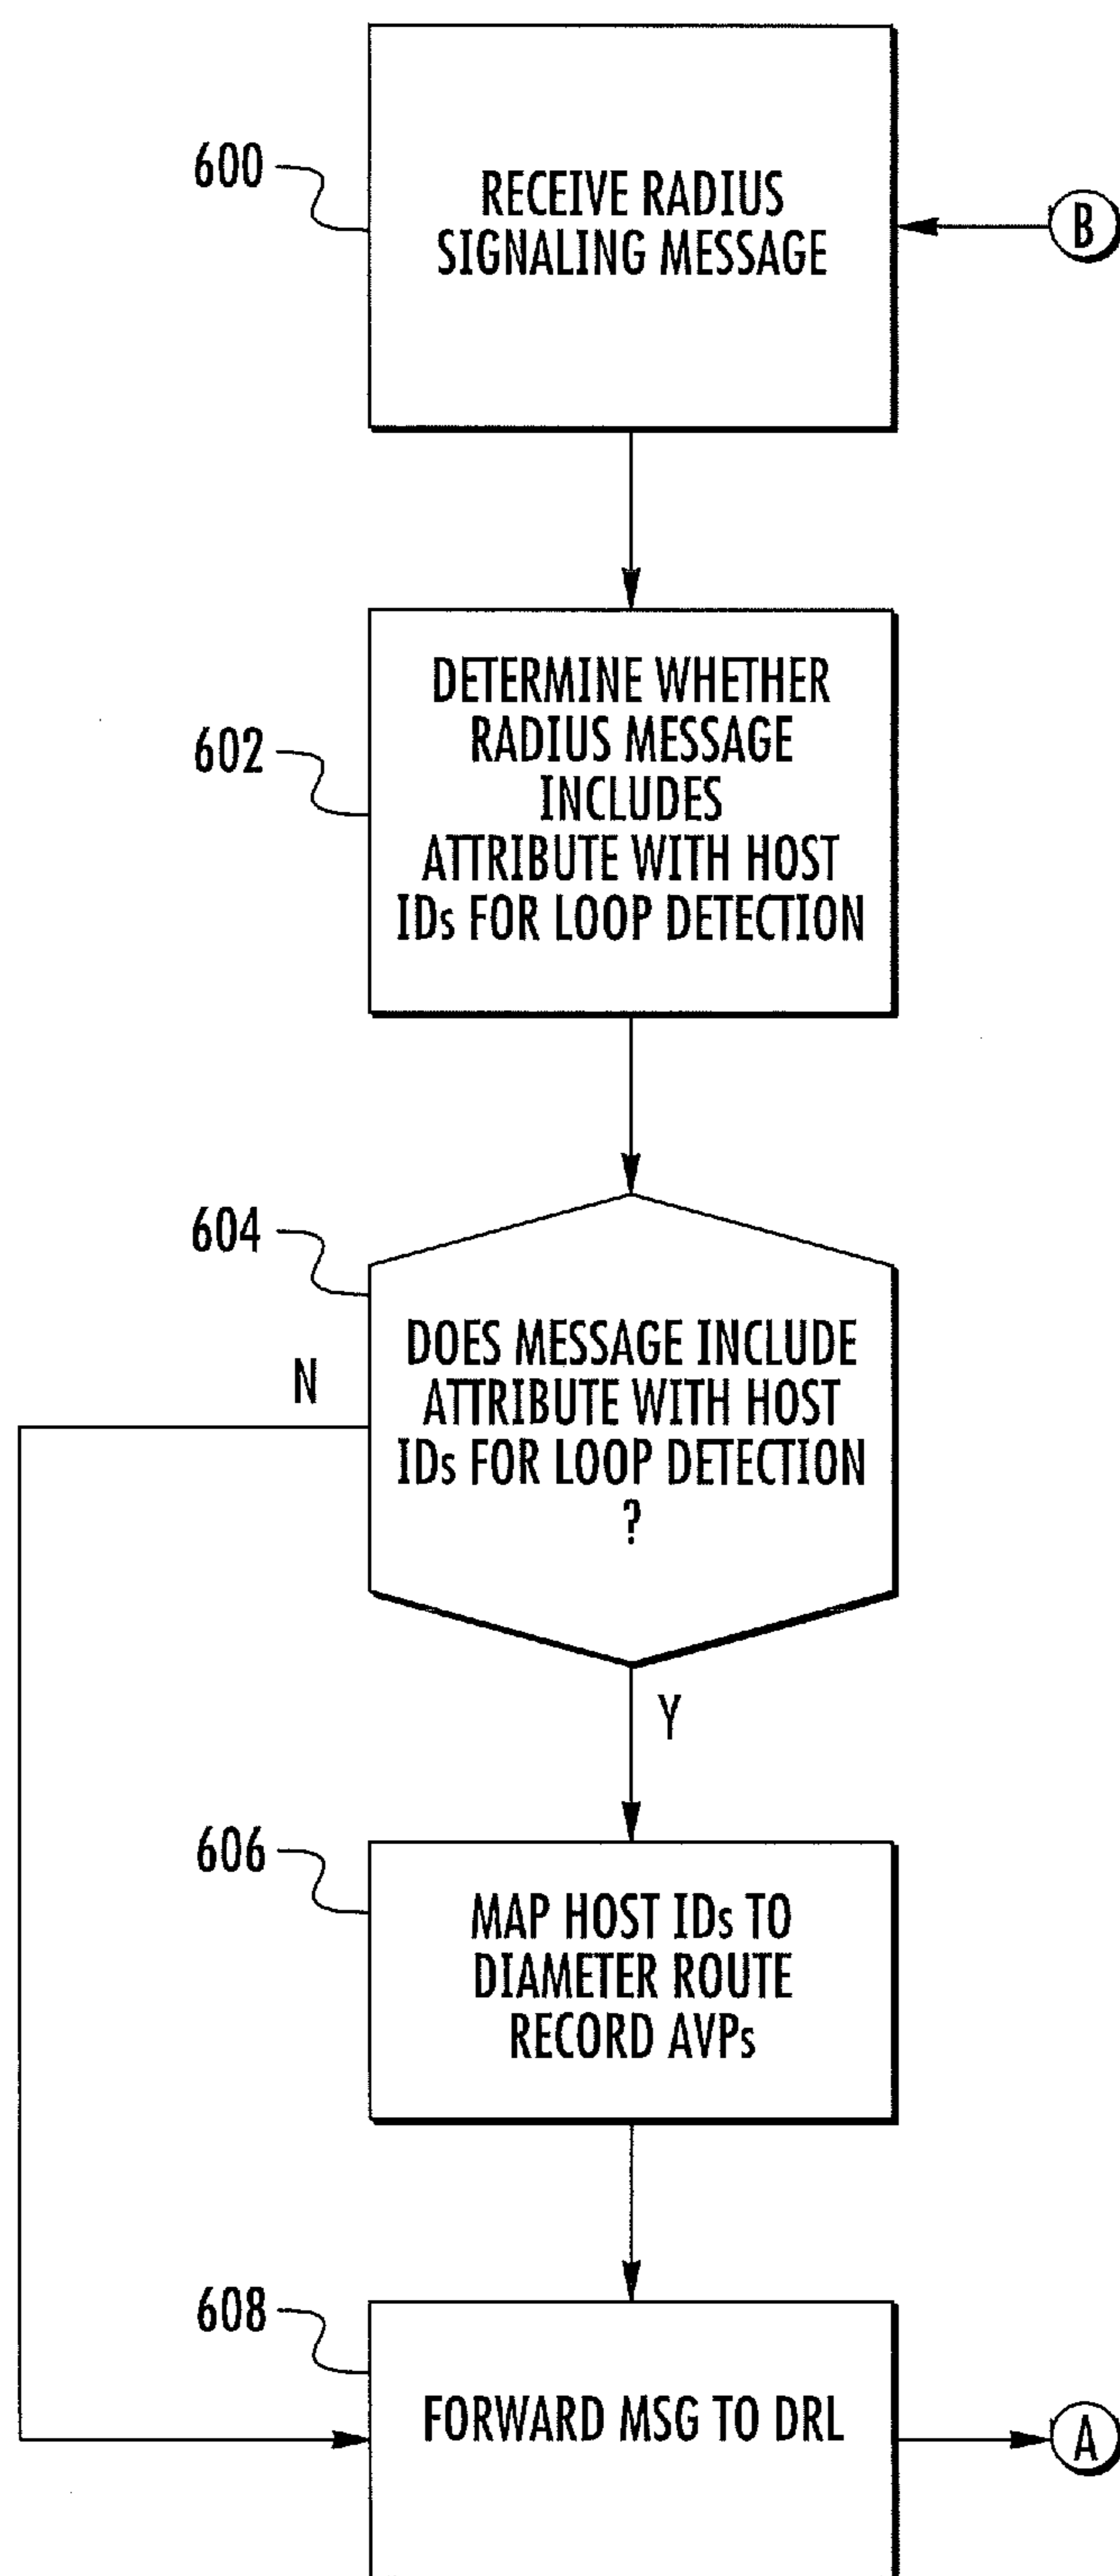 600
RECEIVE RADIUS
SIGNALING MESSAGE
B
602
DETERMINE WHETHER
RADIUS MESSAGE
INCLUDES
ATTRIBUTE WITH HOST
IDs FOR LOOP DETECTION
604
DOES MESSAGE INCLUDE
ATTRIBUTE WITH HOST
IDs FOR LOOP DETECTION
?
N
Y
606
MAP HOST IDs TO
DIAMETER ROUTE
RECORD AVPs
608
FORWARD MSG TO DRL
A